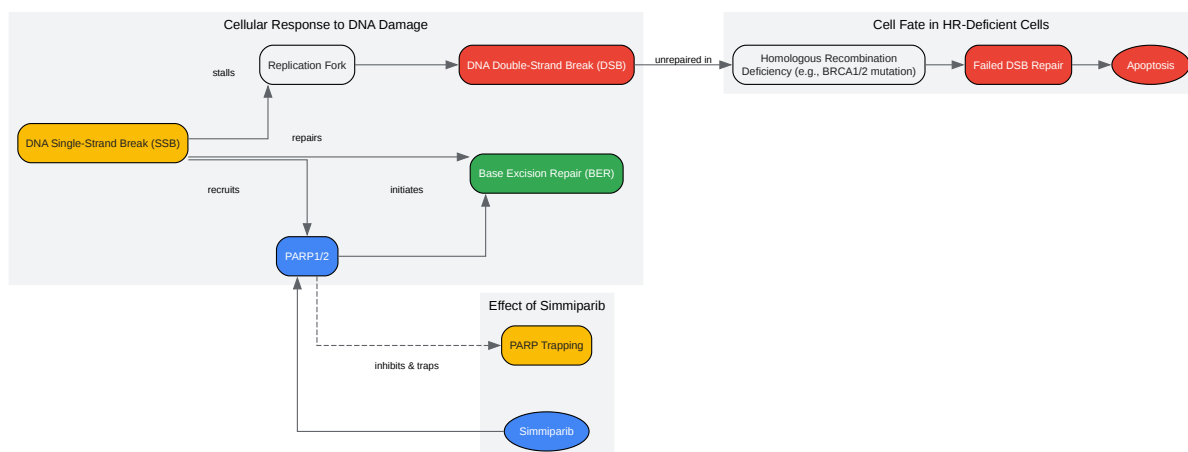 Cellular Response to DNA Damage
Cell Fate in HR-Deficient Cells
stalls
Replication Fork
DNA Double-Strand Break (DSB)
unrepaired in
Homologous Recombination
Deficiency (e.g., BRCA1/2 mutation)
Failed DSB Repair
Apoptosis
DNA Single-Strand Break (SSB)
repairs
Base Excision Repair (BER)
recruits
initiates
PARP1/2
Effect of Simmiparib
PARP Trapping
inhibits & traps
Simmiparib